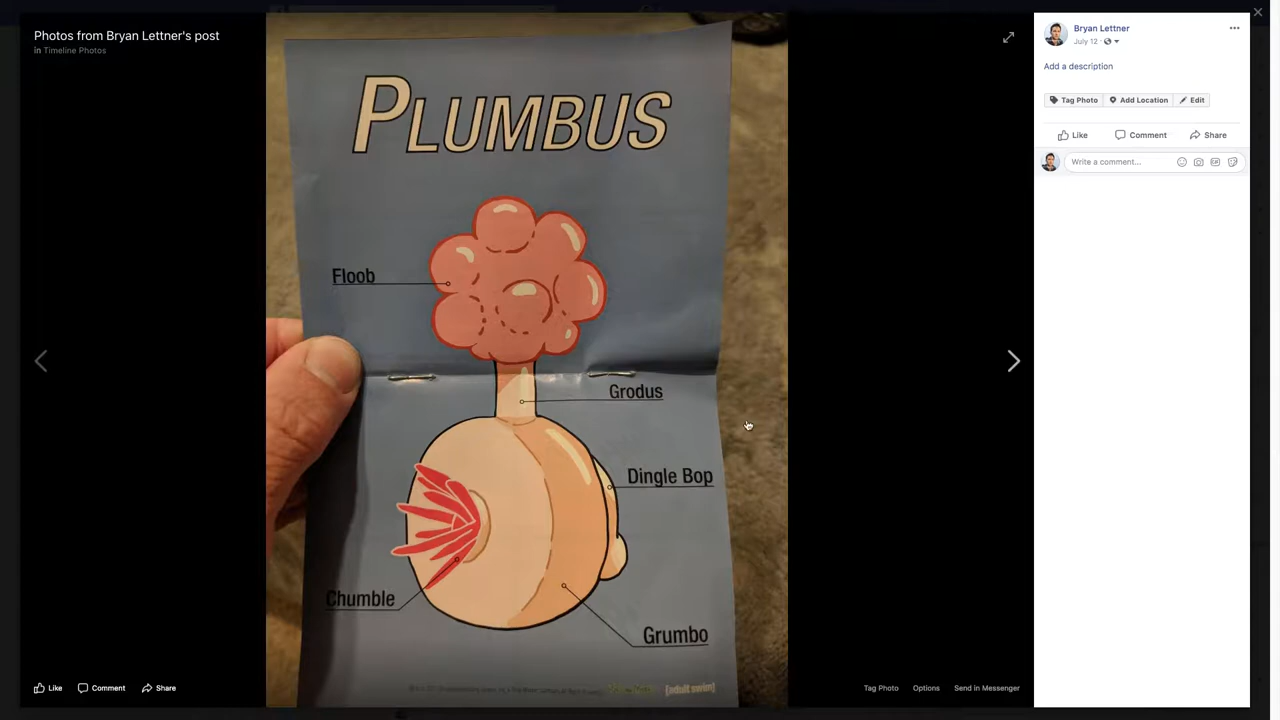 Photos from Bryan Lettner's post
in Timeline Photos
PLUMBUS
Floob
Grodus
Dingle Bop
Chumble
Grumbo
[adult swim]
Like Comment Share
Tag Photo Options Send in Messenger
Bryan Lettner
July 12
Add a description
Tag Photo Add Location Edit
Like Comment Share
Write a comment...